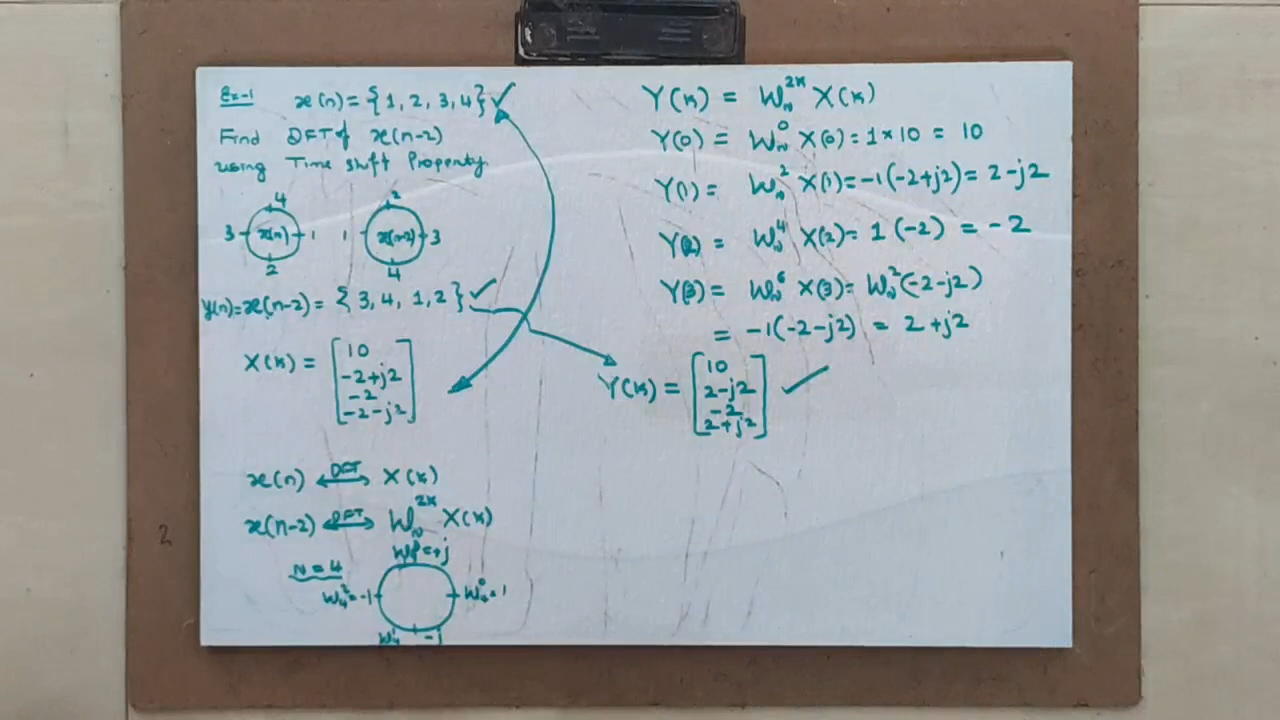 Ex-1 x(n) = {1, 2, 3, 4} ✓
Find DFT of x(n-2)
using Time shift Property.
4
3 x(n) 1
2
2
1 x(n-2) 3
4
Y(n)=x(n-2) = {3, 4, 1, 2} ✓
X(k) = [10
-2+j2
-2
-2-j2]
x(n) ⟷ DFT X(k)
x(n-2) ⟷ DFT W_N^{2k} X(k)
N=4
=+j
W_4^2=-1 W_4^0=1
W_4^1 = -j
Y(k) = W_N^{2k} X(k)
Y(0) = W_N^0 X(0) = 1×10 = 10
Y(1) = W_N^2 X(1) = -1(-2+j2) = 2-j2
Y(2) = W_N^4 X(2) = 1(-2) = -2
Y(3) = W_N^6 X(3) = W_N^2(-2-j2)
= -1(-2-j2) = 2+j2
Y(k) = [10
2-j2
-2
2+j2] ✓
2